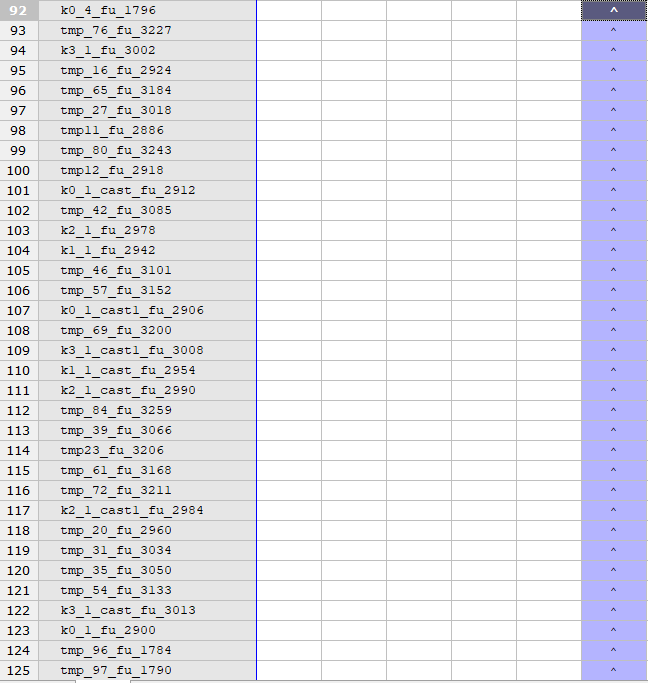 92 k0_4_fu_1796 ^
93 tmp_76_fu_3227 ^
94 k3_1_fu_3002 ^
95 tmp_16_fu_2924 ^
96 tmp_65_fu_3184 ^
97 tmp_27_fu_3018 ^
98 tmp11_fu_2886 ^
99 tmp_80_fu_3243 ^
100 tmp12_fu_2918 ^
101 k0_1_cast_fu_2912 ^
102 tmp_42_fu_3085 ^
103 k2_1_fu_2978 ^
104 k1_1_fu_2942 ^
105 tmp_46_fu_3101 ^
106 tmp_57_fu_3152 ^
107 k0_1_cast1_fu_2906 ^
108 tmp_69_fu_3200 ^
109 k3_1_cast1_fu_3008 ^
110 k1_1_cast_fu_2954 ^
111 k2_1_cast_fu_2990 ^
112 tmp_84_fu_3259 ^
113 tmp_39_fu_3066 ^
114 tmp23_fu_3206 ^
115 tmp_61_fu_3168 ^
116 tmp_72_fu_3211 ^
117 k2_1_cast1_fu_2984 ^
118 tmp_20_fu_2960 ^
119 tmp_31_fu_3034 ^
120 tmp_35_fu_3050 ^
121 tmp_54_fu_3133 ^
122 k3_1_cast_fu_3013 ^
123 k0_1_fu_2900 ^
124 tmp_96_fu_1784 ^
125 tmp_97_fu_1790 ^